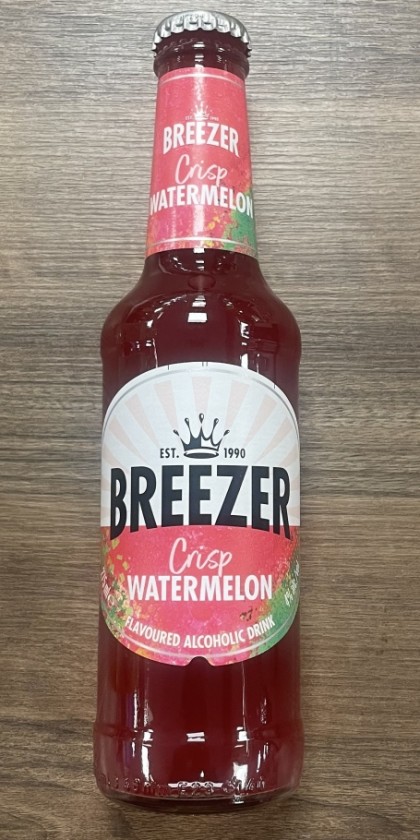 BREEZER
Crisp
WATERMELON
EST. 1990
BREEZER
Crisp
WATERMELON
FLAVOURED ALCOHOLIC DRINK